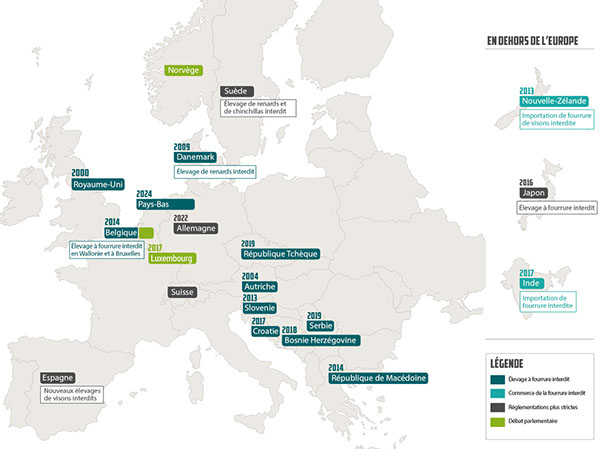 EN DEHORS DE L'EUROPE
Norvège
Suède
Élevage de renards et
de chinchillas interdit
2013
Nouvelle-Zélande
Importation de fourrure
de visons interdite
2009
Danemark
Élevage de renards interdit
2000
Royaume-Uni
2024
Pays-Bas
2016
Japon
Élevage à fourrure interdit
2014
Belgique
Élevage à fourrure interdit
en Wallonie et à Bruxelles
2022
Allemagne
2017
Luxembourg
2019
République Tchèque
2017
Inde
Importation de
fourrure interdite
2004
Autriche
Suisse
2013
Slovenie
2017
Croatie
2018
Bosnie Herzégovine
2019
Serbie
2014
République de Macédoine
Espagne
Nouveaux élevages
de visons interdits
LÉGENDE
Élevage à fourrure interdit
Commerce de la fourrure interdit
Réglementations plus strictes
Débat parlementaire